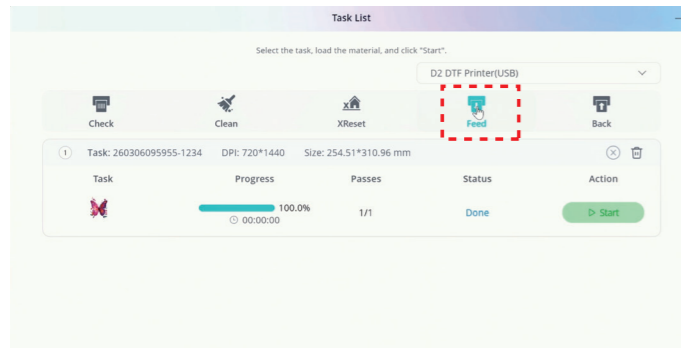 Task List
Select the task, load the material, and click "Start".
D2 DTF Printer(USB)
Check Clean XReset Feed Back
1 Task: 260306095955-1234 DPI: 720*1440 Size: 254.51*310.96 mm
Task Progress Passes Status Action
100.0% 1/1 Done Start
00:00:00